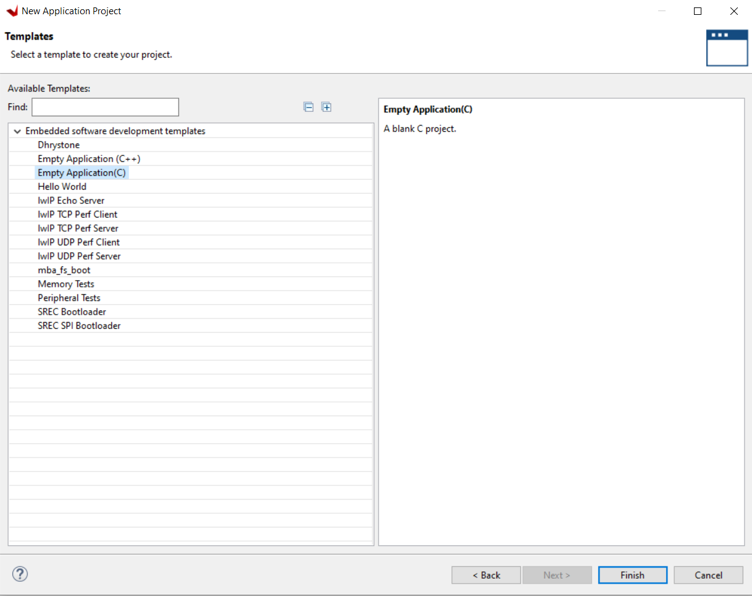 New Application Project
Templates
Select a template to create your project.
Available Templates:
Find:
Embedded software development templates
Dhrystone
Empty Application (C++)
Empty Application(C)
Hello World
lwIP Echo Server
lwIP TCP Perf Client
lwIP TCP Perf Server
lwIP UDP Perf Client
lwIP UDP Perf Server
mba_fs_boot
Memory Tests
Peripheral Tests
SREC Bootloader
SREC SPI Bootloader
Empty Application(C)
A blank C project.
?
< Back
Next >
Finish
Cancel